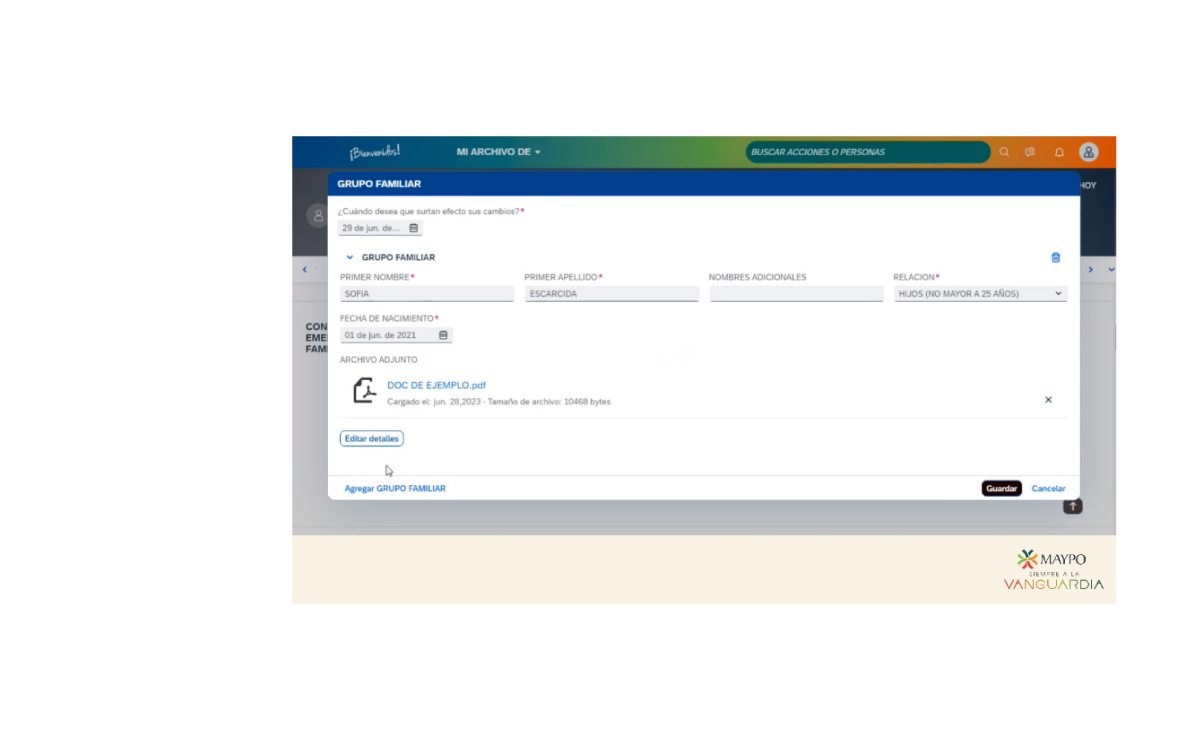 ¡Bienvenidos!
MI ARCHIVO DE
BUSCAR ACCIONES O PERSONAS
GRUPO FAMILIAR
HOY
¿Cuándo desea que surtan efecto sus cambios?*
29 de jun. de...
GRUPO FAMILIAR
PRIMER NOMBRE* PRIMER APELLIDO* NOMBRES ADICIONALES RELACION*
SOFIA ESCARCIDA HIJOS (NO MAYOR A 25 AÑOS)
FECHA DE NACIMIENTO*
CON
01 de jun. de 2021
EME
FAMI
ARCHIVO ADJUNTO
DOC DE EJEMPLO.pdf
Cargado el: jun. 28,2023 - Tamaño de archivo: 10468 bytes
Editar detalles
Agregar GRUPO FAMILIAR
Guardar Cancelar
MAYPO
SIEMPRE A LA
VANGUARDIA